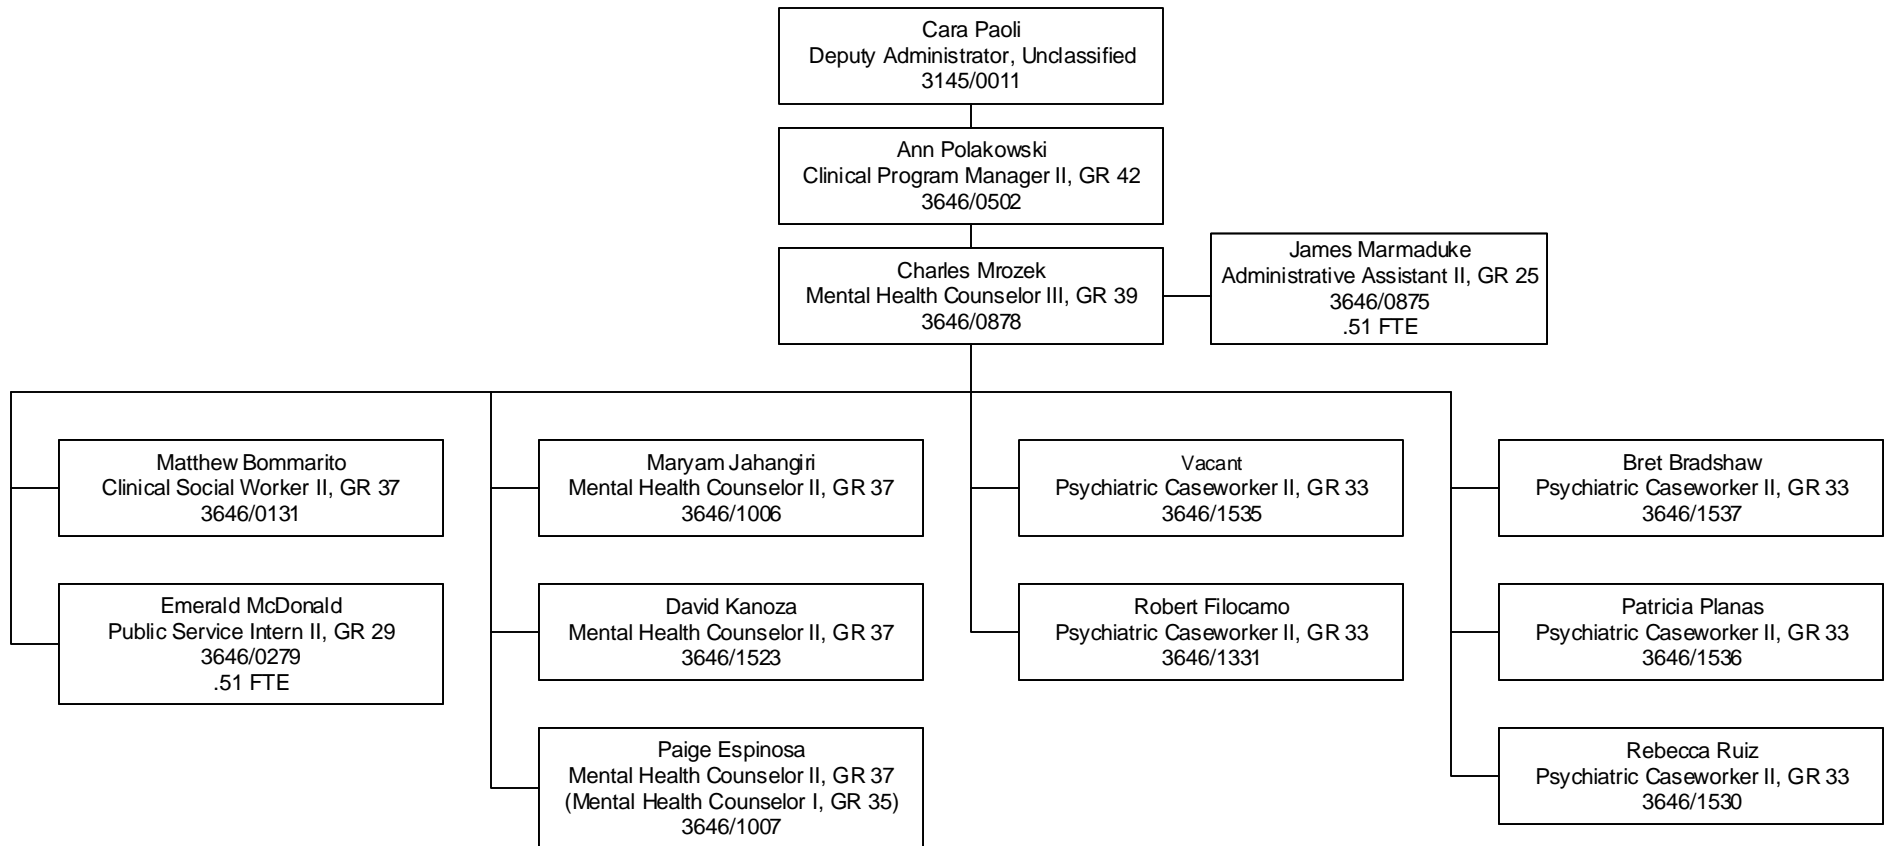 Cara Paoli
Deputy Administrator, Unclassified
3145/0011
Ann Polakowski
Clinical Program Manager II, GR 42
3646/0502
Charles Mrozek
Mental Health Counselor III, GR 39
3646/0878
James Marmaduke
Administrative Assistant II, GR 25
3646/0875
.51 FTE
Matthew Bommarito
Clinical Social Worker II, GR 37
3646/0131
Emerald McDonald
Public Service Intern II, GR 29
3646/0279
.51 FTE
Maryam Jahangiri
Mental Health Counselor II, GR 37
3646/1006
David Kanoza
Mental Health Counselor II, GR 37
3646/1523
Paige Espinosa
Mental Health Counselor II, GR 37
(Mental Health Counselor I, GR 35)
3646/1007
Vacant
Psychiatric Caseworker II, GR 33
3646/1535
Robert Filocamo
Psychiatric Caseworker II, GR 33
3646/1331
Bret Bradshaw
Psychiatric Caseworker II, GR 33
3646/1537
Patricia Planas
Psychiatric Caseworker II, GR 33
3646/1536
Rebecca Ruiz
Psychiatric Caseworker II, GR 33
3646/1530